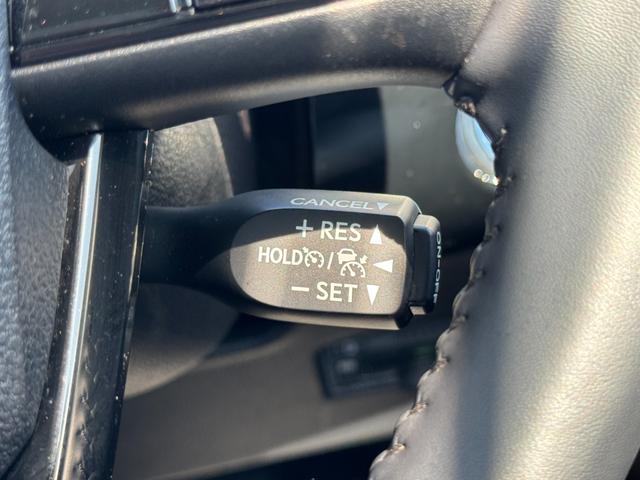 CANCEL▼
+ RES ▲
HOLD / ◀
− SET ▼
ON-OFF